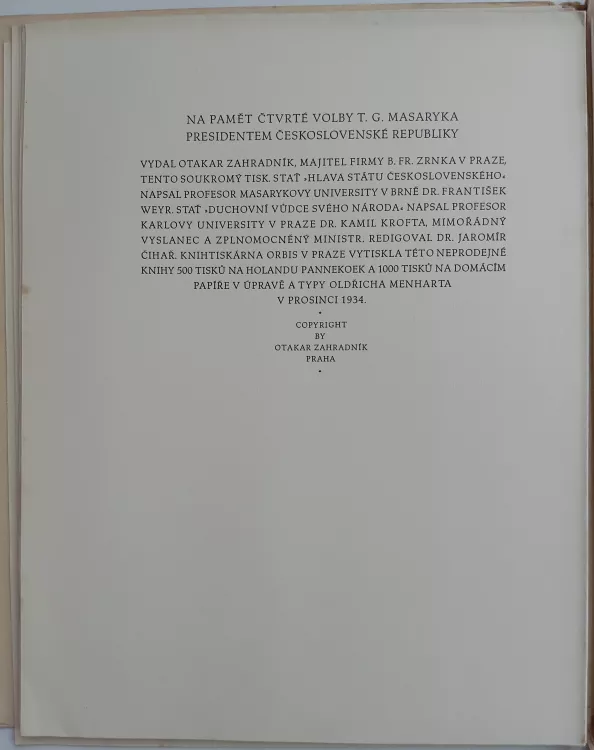 NA PAMĚT ČTVRTÉ VOLBY T. G. MASARYKA
PRESIDENTEM ČESKOSLOVENSKÉ REPUBLIKY
VYDAL OTAKAR ZAHRADNÍK, MAJITEL FIRMY B. FR. ZRNKA V PRAZE,
TENTO SOUKROMÝ TISK. STAŤ »HLAVA STÁTU ČESKOSLOVENSKÉHO«
NAPSAL PROFESOR MASARYKOVY UNIVERSITY V BRNĚ DR. FRANTIŠEK
WEYR. STAŤ »DUCHOVNÍ VŮDCE SVÉHO NÁRODA« NAPSAL PROFESOR
KARLOVY UNIVERSITY V PRAZE DR. KAMIL KROFTA, MIMOŘÁDNÝ
VYSLANEC A ZPLNOMOCNĚNÝ MINISTR. REDIGOVAL DR. JAROMÍR
ČIHAŘ. KNIHTISKÁRNA ORBIS V PRAZE VYTISKLA TÉTO NEPRODEJNÉ
KNIHY 500 TISKŮ NA HOLANDU PANNEKOEK A 1000 TISKŮ NA DOMÁCÍM
PAPÍŘE V ÚPRAVĚ A TYPY OLDŘICHA MENHARTA
V PROSINCI 1934.
COPYRIGHT
BY
OTAKAR ZAHRADNÍK
PRAHA